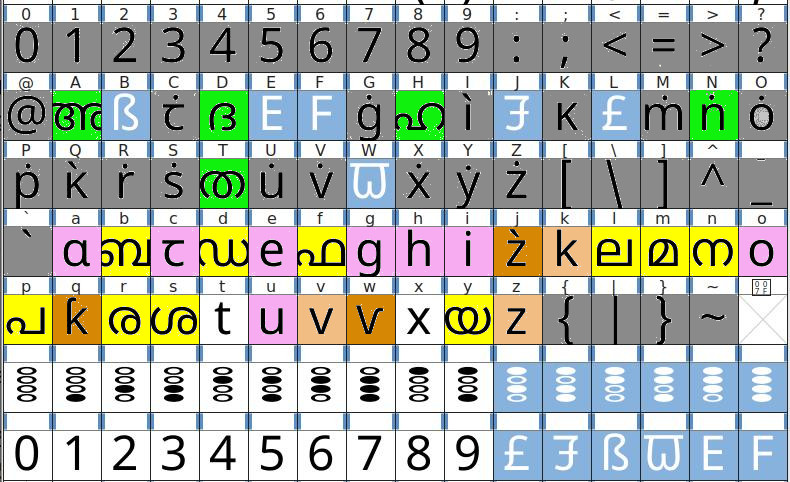 0 1 2 3 4 5 6 7 8 9 : ; < = > ?
0 1 2 3 4 5 6 7 8 9 : ; < = > ?
@ A B C D E F G H I J K L M N O
@ അ ß ꞇ̇ ദ E F ġ ഹ ì ĸ £ ṁ ṅ ȯ
P Q R S T U V W X Y Z [ \ ] ^ _
ṗ k̀ ṙ ṡ ത u̇ v̇ ẋ ẏ ż [ \ ] ^ _
` a b c d e f g h i j k l m n o
` ɑ ബ ꞇ ഡ e ഫ g h i z̀ k ല മ ന o
p q r s t u v w x y z { | } ~
പ ƙ ര ശ t u v x യ z { | } ~
0 1 2 3 4 5 6 7 8 9 £ ß E F